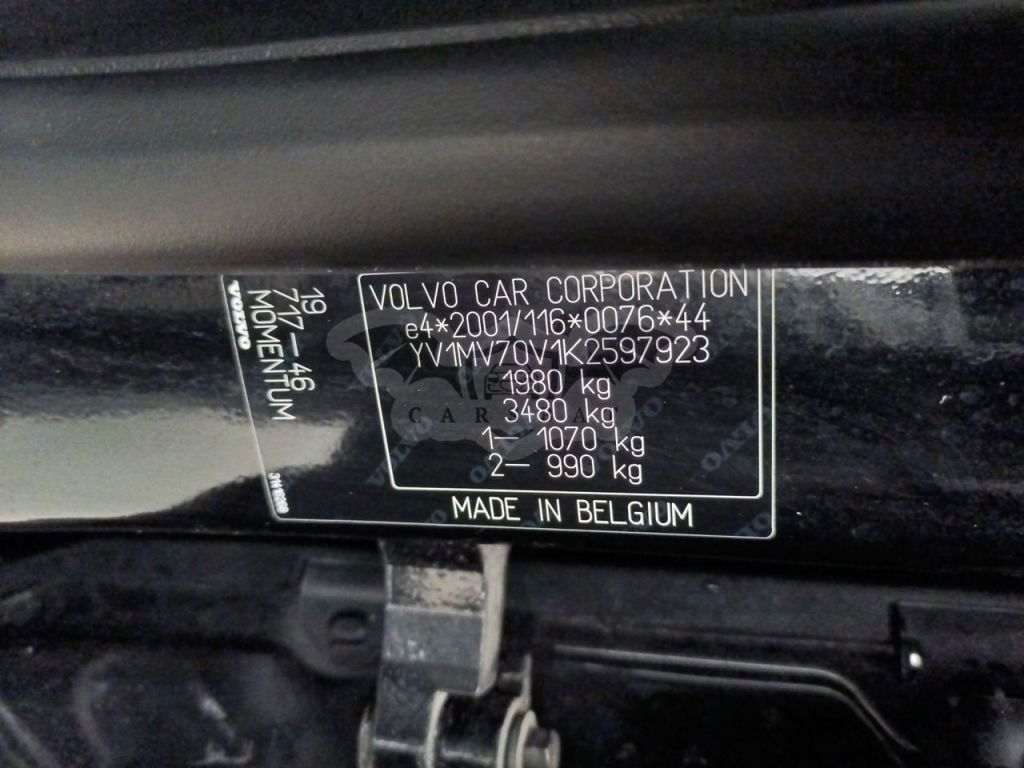 VOLVO CAR CORPORATION
e4*2001/116*0076*44
YV1MV70V1K2597923
1980 kg
3480 kg
1– 1070 kg
2– 990 kg
MADE IN BELGIUM
19
717–46
MOMENTUM
VOLVO